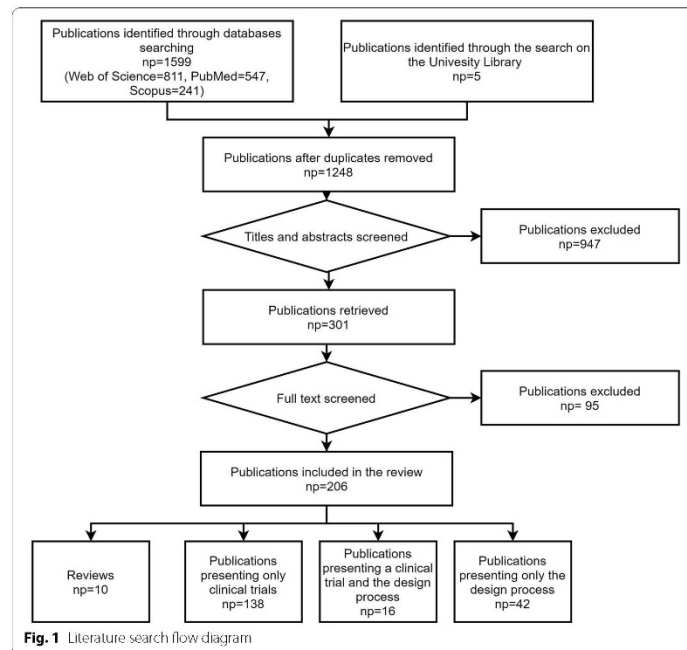 Publications identified through databases
searching
np=1599
(Web of Science=811, PubMed=547,
Scopus=241)
Publications identified through the search on
the Univesity Library
np=5
Publications after duplicates removed
np=1248
Titles and abstracts screened
Publications excluded
np=947
Publications retrieved
np=301
Full text screened
Publications excluded
np= 95
Publications included in the review
np=206
Reviews
np=10
Publications
presenting only
clinical trials
np=138
Publications
presenting a clinical
trial and the design
process
np=16
Publications
presenting only the
design process
np=42
Fig. 1 Literature search flow diagram